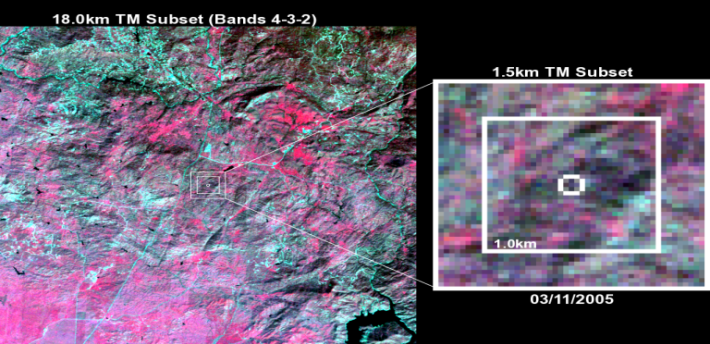 18.0km TM Subset (Bands 4-3-2)
1.5km TM Subset
1.0km
03/11/2005